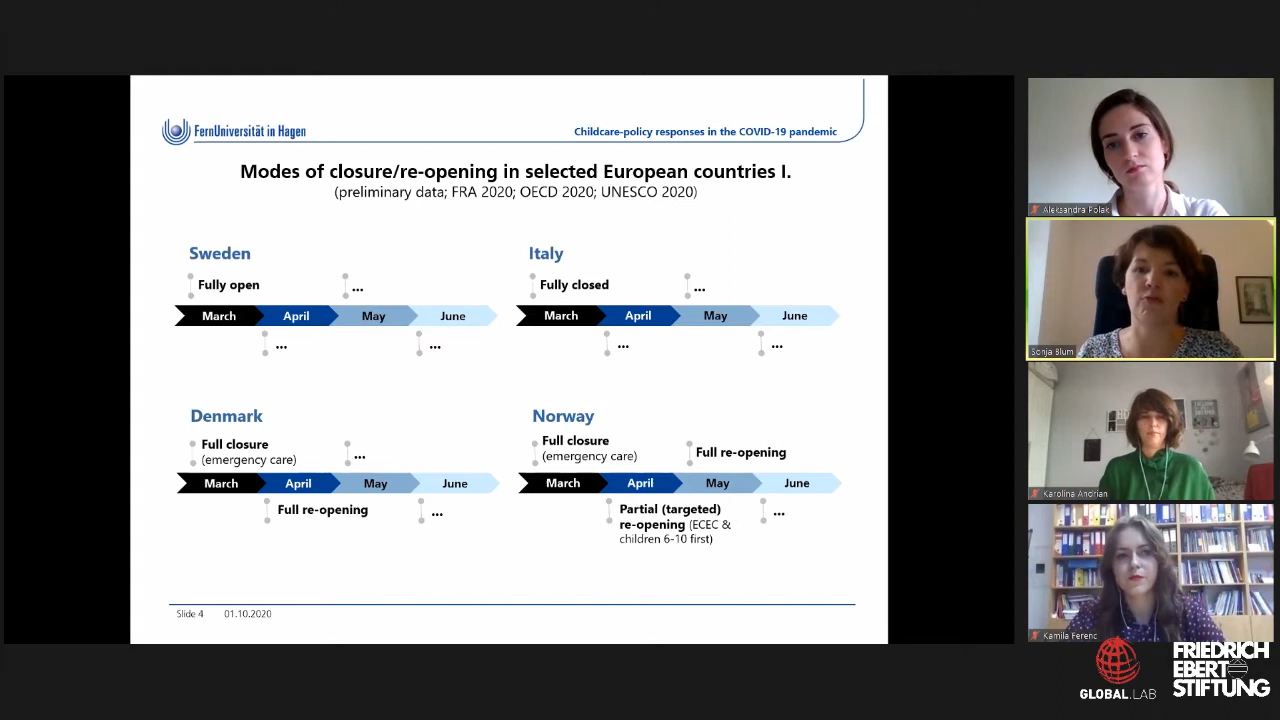 FernUniversität in Hagen
Childcare-policy responses in the COVID-19 pandemic
Modes of closure/re-opening in selected European countries I.
(preliminary data; FRA 2020; OECD 2020; UNESCO 2020)
Sweden
Fully open
...
March April May June
...
...
Italy
Fully closed
...
March April May June
...
...
Denmark
Full closure
(emergency care)
...
March April May June
Full re-opening
...
Norway
Full closure
(emergency care)
Full re-opening
March April May June
Partial (targeted)
re-opening (ECEC &
children 6-10 first)
...
Slide 4 01.10.2020
Aleksandra Polak
Sonja Blum
Karolina Andrian
Kamila Ferenc
GLOBAL.LAB
FRIEDRICH
EBERT
STIFTUNG